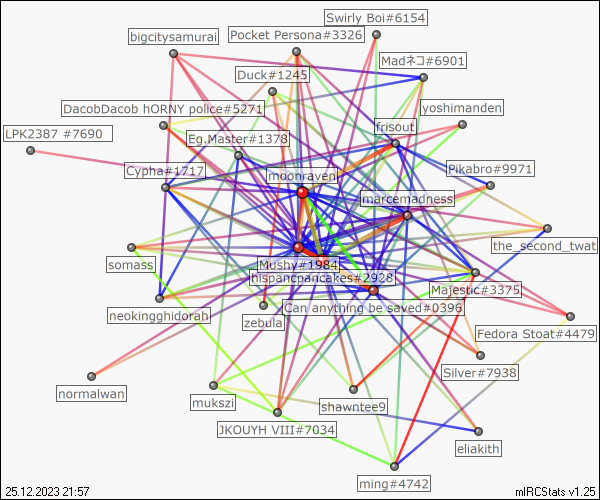 Swirly Boi#6154
bigcitysamurai
Pocket Persona#3326
Madネコ#6901
Duck#1245
DacobDacob hORNY police#5271
yoshimanden
LPK2387 #7690
Eg.Master#1378
frisout
Cypha#1717
moonraven
Pikabro#9971
marcemadness
the_second_twat
somass
Mushy#1984
hispancpancakes#2928
Majestic#3375
neokingghidorah
zebula
Can anything be saved#0396
Fedora Stoat#4479
normalwan
Silver#7938
mukszi
shawntee9
JKOUYH VIII#7034
eliakith
ming#4742
25.12.2023 21:57
mIRCStats v1.25